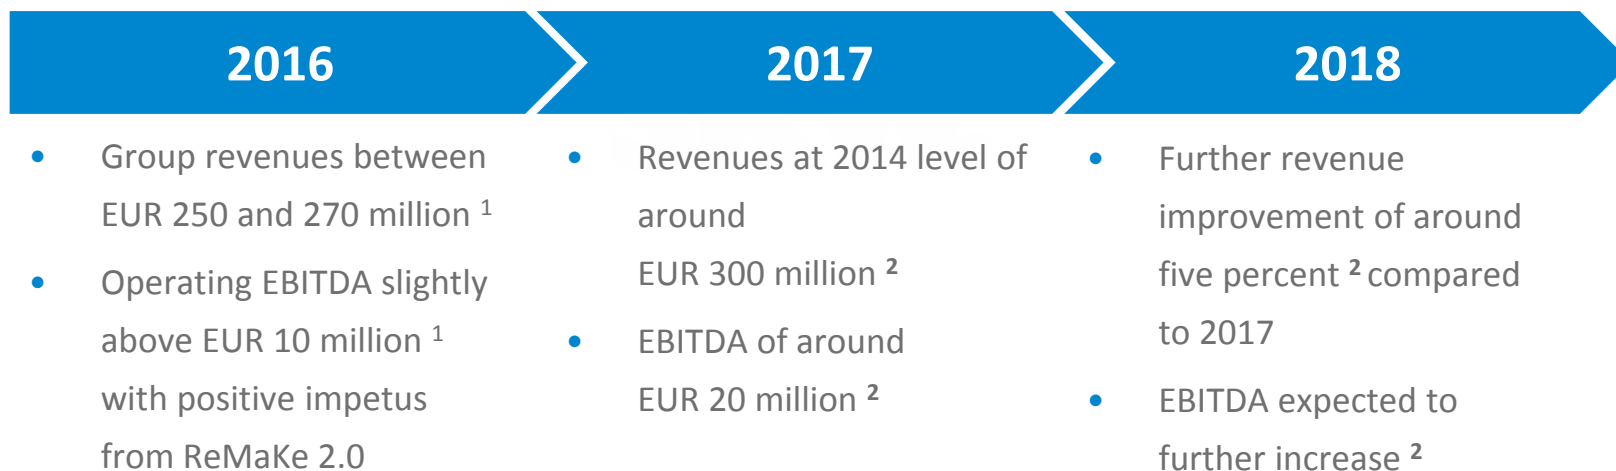 2016
2017
2018
• Group revenues between
EUR 250 and 270 million 1
• Operating EBITDA slightly
above EUR 10 million 1
with positive impetus
from ReMaKe 2.0
• Revenues at 2014 level of
around
EUR 300 million 2
• EBITDA of around
EUR 20 million 2
• Further revenue
improvement of around
five percent 2 compared
to 2017
• EBITDA expected to
further increase 2